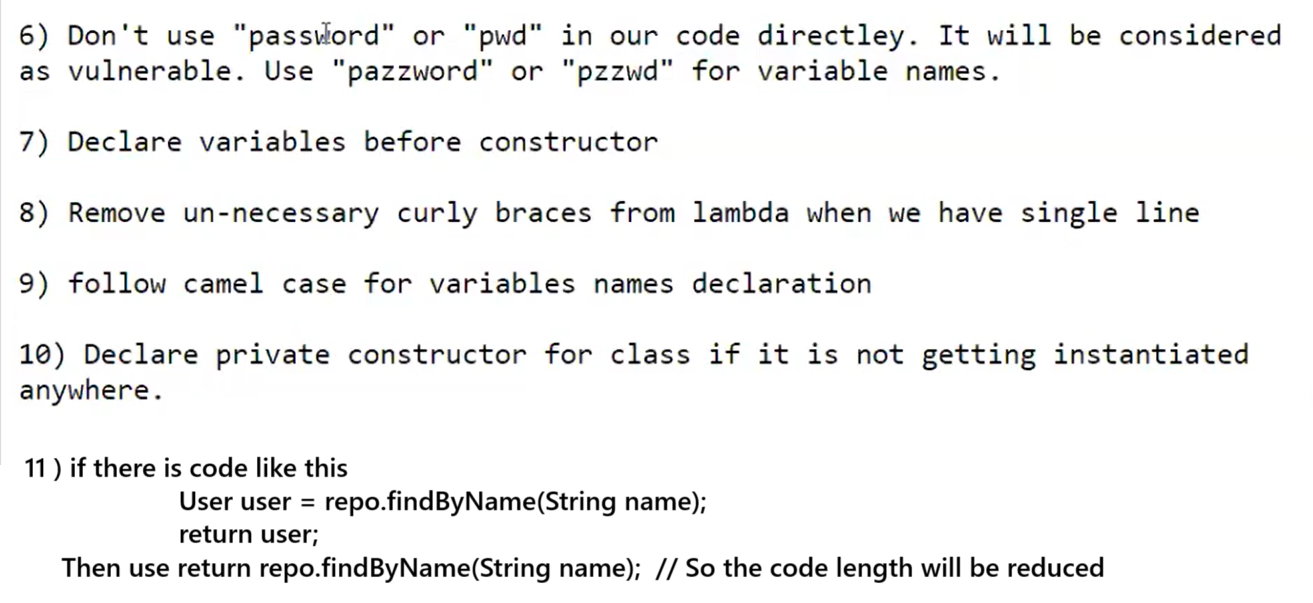 6) Don't use "password" or "pwd" in our code directley. It will be considered
as vulnerable. Use "pazzword" or "pzzwd" for variable names.
7) Declare variables before constructor
8) Remove un-necessary curly braces from lambda when we have single line
9) follow camel case for variables names declaration
10) Declare private constructor for class if it is not getting instantiated
anywhere.
11 ) if there is code like this
User user = repo.findByName(String name);
return user;
Then use return repo.findByName(String name);  // So the code length will be reduced